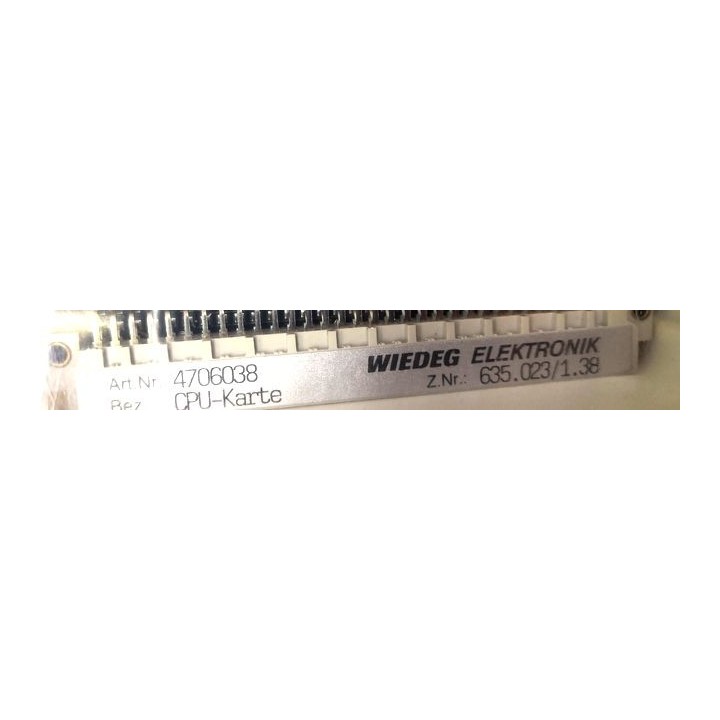 WIEDEG ELEKTRONIK
Art.Nr. 4706038 Z.Nr.: 635.023/1.38
Bez. CPU-Karte